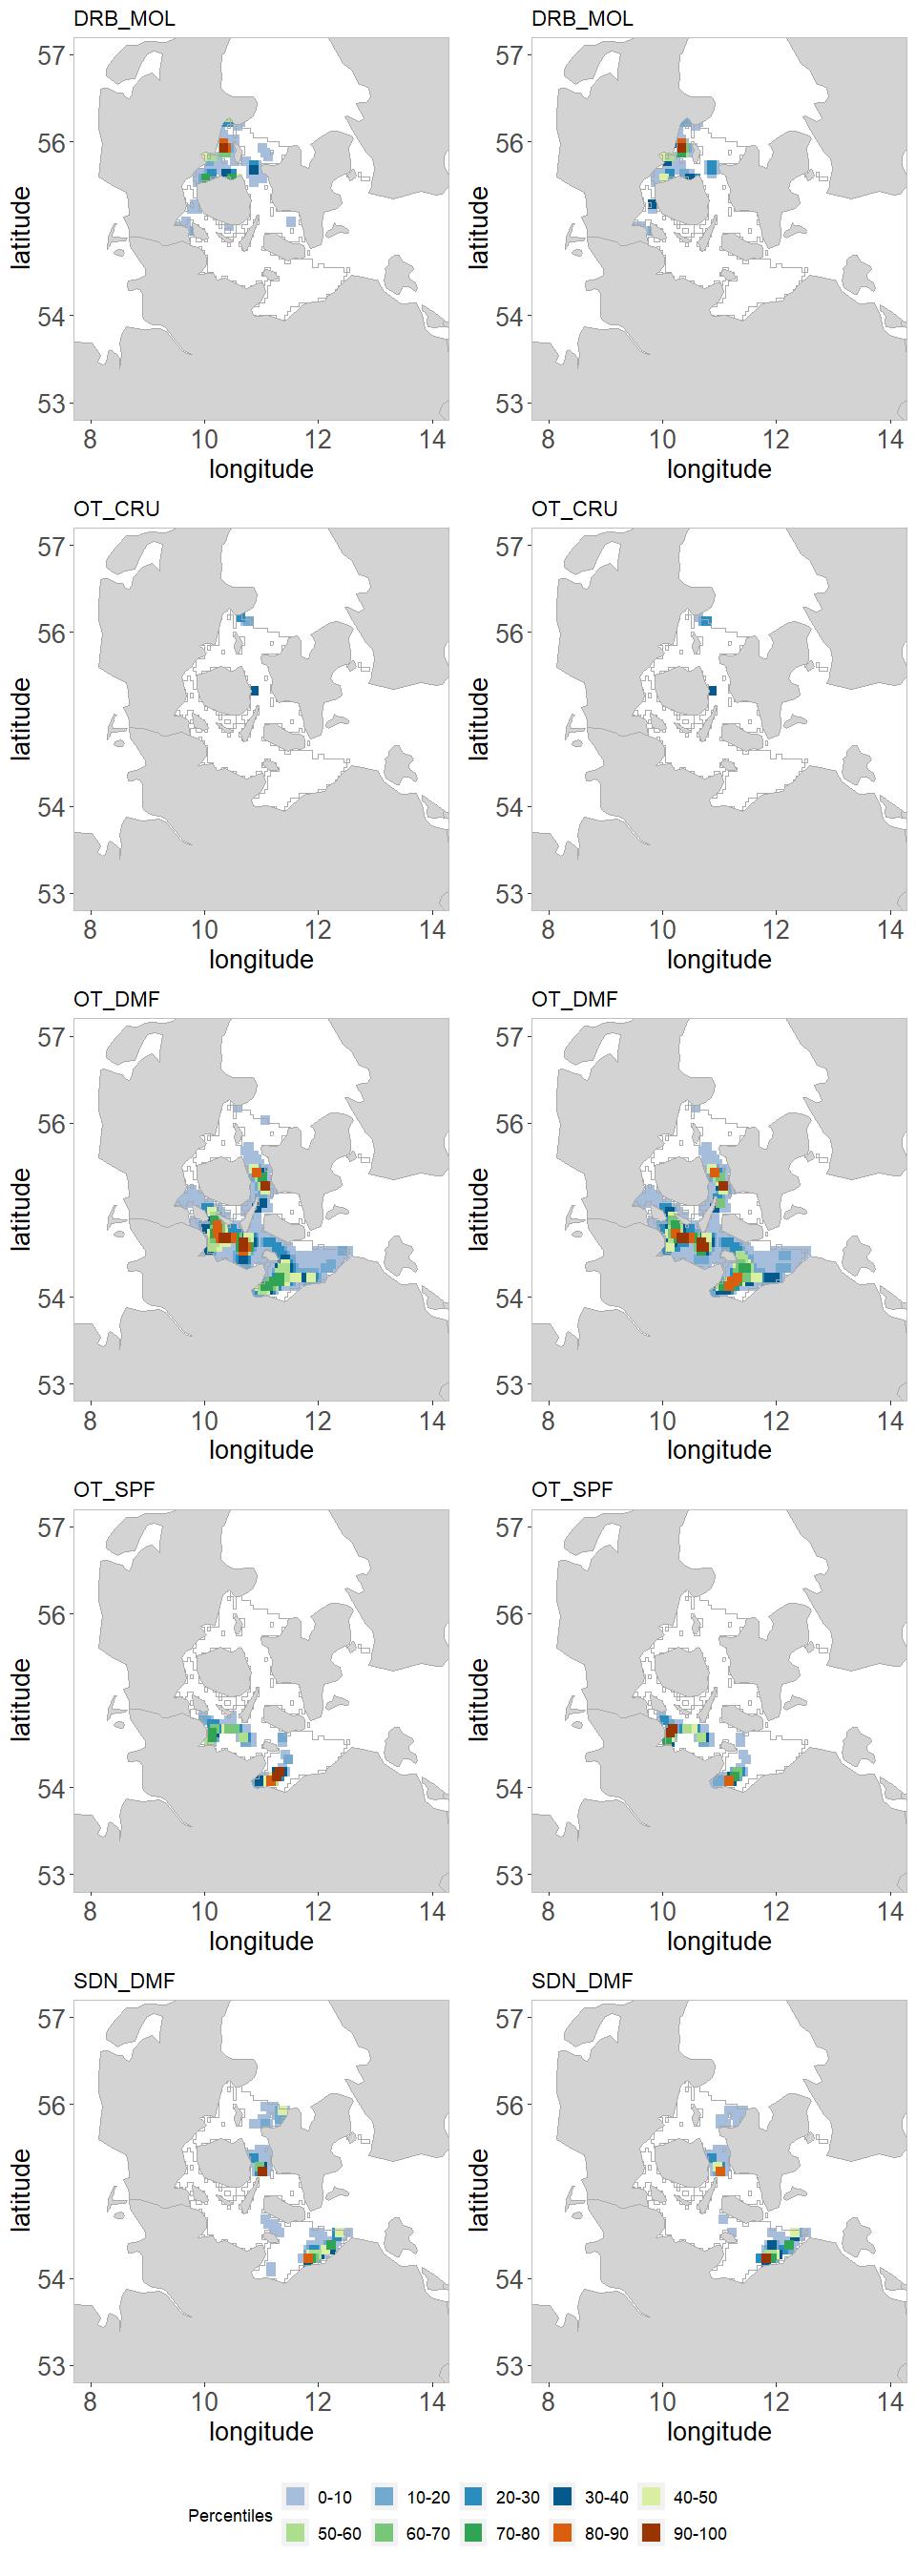 DRB_MOL DRB_MOL
57 57
56 56
latitude latitude
54 54
53 53
8 10 12 14 8 10 12 14
longitude longitude
OT_CRU OT_CRU
57 57
56 56
latitude latitude
54 54
53 53
8 10 12 14 8 10 12 14
longitude longitude
OT_DMF OT_DMF
57 57
56 56
latitude latitude
54 54
53 53
8 10 12 14 8 10 12 14
longitude longitude
OT_SPF OT_SPF
57 57
56 56
latitude latitude
54 54
53 53
8 10 12 14 8 10 12 14
longitude longitude
SDN_DMF SDN_DMF
57 57
56 56
latitude latitude
54 54
53 53
8 10 12 14 8 10 12 14
longitude longitude
Percentiles
0-10 10-20 20-30 30-40 40-50
50-60 60-70 70-80 80-90 90-100